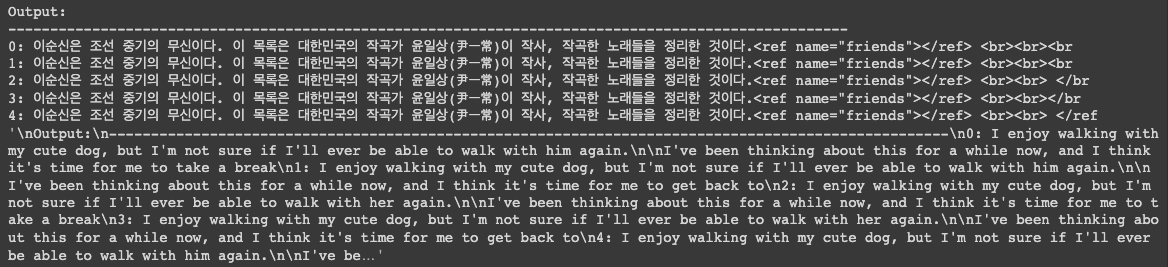 Output:
----------------------------------------------------------------------------------------------------
0: 이순신은 조선 중기의 무신이다. 이 목록은 대한민국의 작곡가 윤일상(尹一常)이 작사, 작곡한 노래들을 정리한 것이다.<ref name="friends"></ref> <br><br><br
1: 이순신은 조선 중기의 무신이다. 이 목록은 대한민국의 작곡가 윤일상(尹一常)이 작사, 작곡한 노래들을 정리한 것이다.<ref name="friends"></ref> <br><br><br
2: 이순신은 조선 중기의 무신이다. 이 목록은 대한민국의 작곡가 윤일상(尹一常)이 작사, 작곡한 노래들을 정리한 것이다.<ref name="friends"></ref> <br><br> </br
3: 이순신은 조선 중기의 무신이다. 이 목록은 대한민국의 작곡가 윤일상(尹一常)이 작사, 작곡한 노래들을 정리한 것이다.<ref name="friends"></ref> <br><br></br
4: 이순신은 조선 중기의 무신이다. 이 목록은 대한민국의 작곡가 윤일상(尹一常)이 작사, 작곡한 노래들을 정리한 것이다.<ref name="friends"></ref> <br><br> </ref
'\nOutput:\n----------------------------------------------------------------------------------------------------\n0: I enjoy walking with
my cute dog, but I'm not sure if I'll ever be able to walk with him again.\n\nI've been thinking about this for a while now, and I think
it's time for me to take a break\n1: I enjoy walking with my cute dog, but I'm not sure if I'll ever be able to walk with him again.\n\n
I've been thinking about this for a while now, and I think it's time for me to get back to\n2: I enjoy walking with my cute dog, but I'm
not sure if I'll ever be able to walk with her again.\n\nI've been thinking about this for a while now, and I think it's time for me to t
ake a break\n3: I enjoy walking with my cute dog, but I'm not sure if I'll ever be able to walk with her again.\n\nI've been thinking abo
ut this for a while now, and I think it's time for me to get back to\n4: I enjoy walking with my cute dog, but I'm not sure if I'll ever
be able to walk with him again.\n\nI've be…'